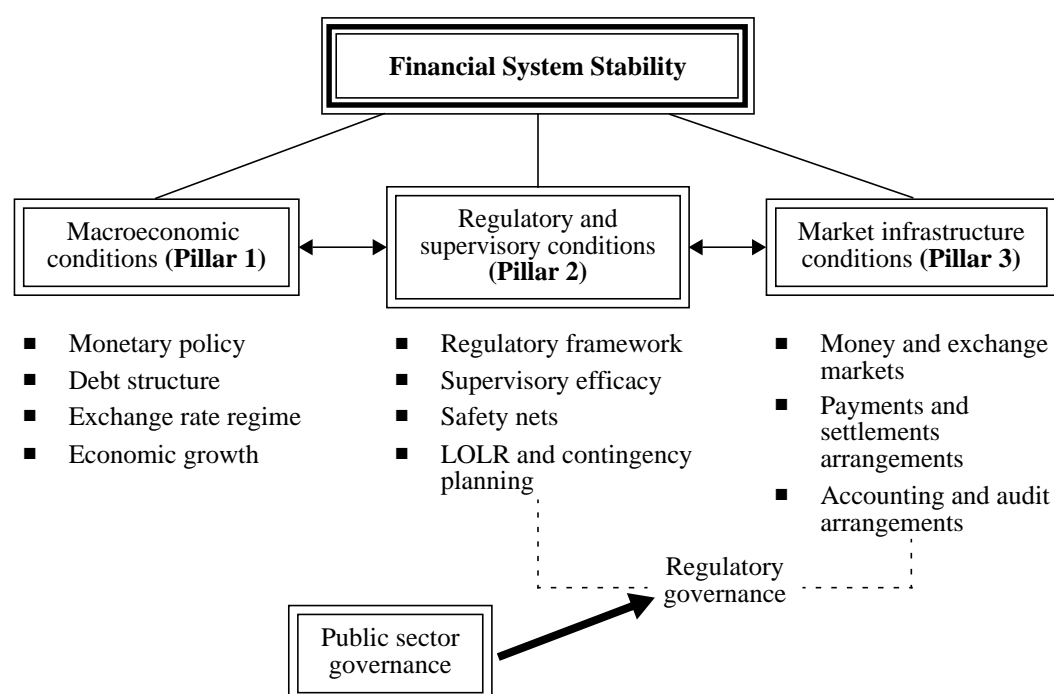 Financial System Stability
Macroeconomic
conditions (Pillar 1)
Regulatory and
supervisory conditions
(Pillar 2)
Market infrastructure
conditions (Pillar 3)
■ Monetary policy
■ Debt structure
■ Exchange rate regime
■ Economic growth
■ Regulatory framework
■ Supervisory efficacy
■ Safety nets
■ LOLR and contingency
planning
■ Money and exchange
markets
■ Payments and
settlements
arrangements
■ Accounting and audit
arrangements
Regulatory
governance
Public sector
governance